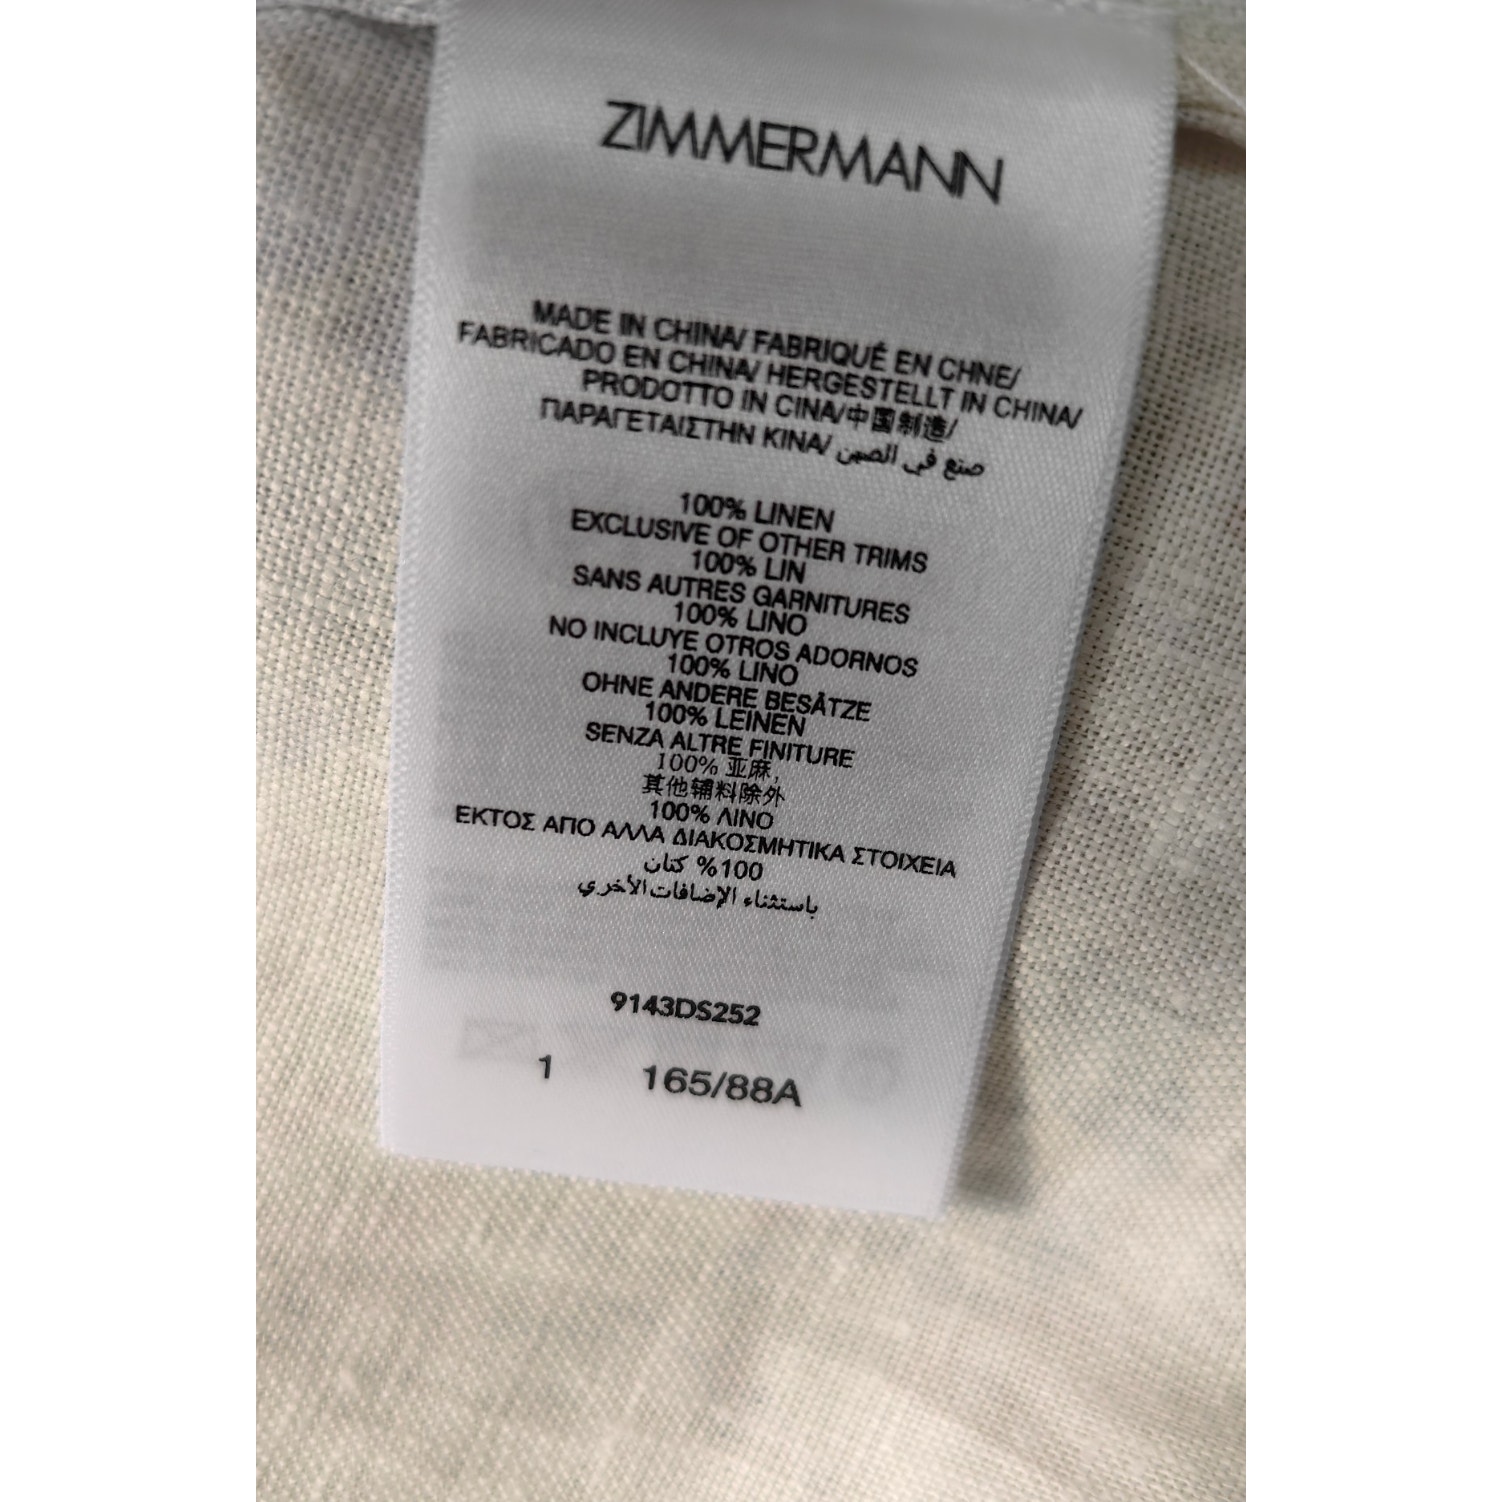 ZIMMERMANN
MADE IN CHINA/ FABRIQUÉ EN CHNE/
FABRICADO EN CHINA/ HERGESTELLT IN CHINA/
PRODOTTO IN CINA/中国制造/
ΠΑΡΑΓΕΤΑΙΣΤΗΝ ΚΙΝΑ/ صنع في الصين
100% LINEN
EXCLUSIVE OF OTHER TRIMS
100% LIN
SANS AUTRES GARNITURES
100% LINO
NO INCLUYE OTROS ADORNOS
100% LINO
OHNE ANDERE BESÄTZE
100% LEINEN
SENZA ALTRE FINITURE
100% 亚麻,
其他辅料除外
100% ΛΙΝΟ
ΕΚΤΟΣ ΑΠΟ ΑΛΛΑ ΔΙΑΚΟΣΜΗΤΙΚΑ ΣΤΟΙΧΕΙΑ
100% كتان
باستثناء الإضافات الأخري
9143DS252
1 165/88A